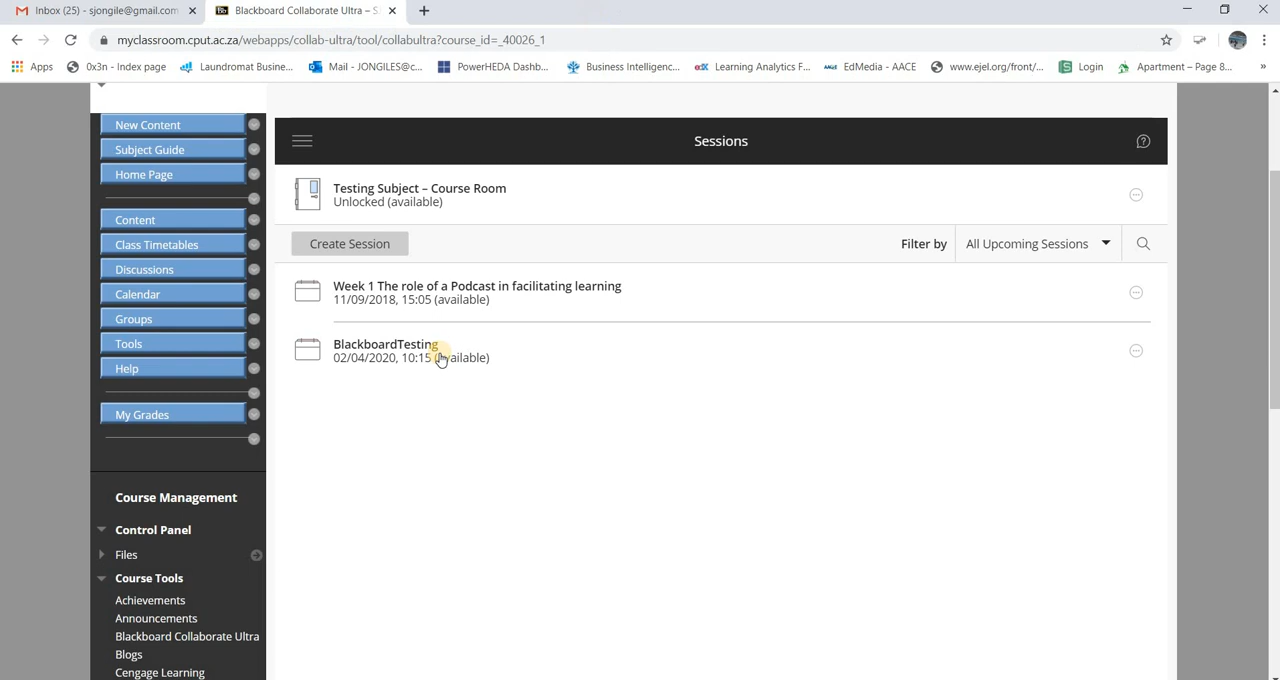 Inbox (25) - sjongile@gmail.com
Blackboard Collaborate Ultra – S
myclassroom.cput.ac.za/webapps/collab-ultra/tool/collabultra?course_id=_40026_1
Apps
0x3n - Index page
Laundromat Busine...
Mail - JONGILES@c...
PowerHEDA Dashb...
Business Intelligenc...
Learning Analytics F...
EdMedia - AACE
www.ejel.org/front/...
Login
Apartment – Page 8...
»
New Content
Subject Guide
Home Page
Content
Class Timetables
Discussions
Calendar
Groups
Tools
Help
My Grades
Course Management
Control Panel
Files
Course Tools
Achievements
Announcements
Blackboard Collaborate Ultra
Blogs
Cengage Learning
Sessions
Testing Subject – Course Room
Unlocked (available)
Create Session
Filter by
All Upcoming Sessions
Week 1 The role of a Podcast in facilitating learning
11/09/2018, 15:05 (available)
BlackboardTesting
02/04/2020, 10:15 (available)